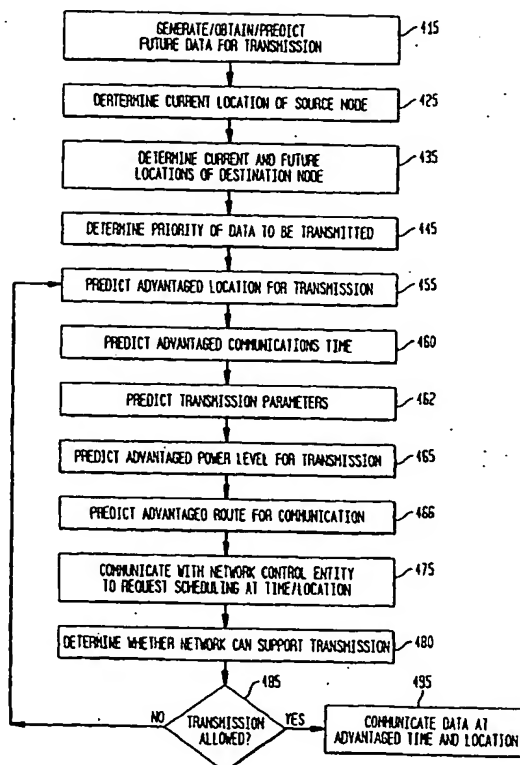 GENERATE/OBTAIN/PREDICT
FUTURE DATA FOR TRANSMISSION
415
DERTERMINE CURRENT LOCATION OF SOURCE NODE
425
DETERMINE CURRENT AND FUTURE
LOCATIONS OF DESTINATION NODE
435
DETERMINE PRIORITY OF DATA TO BE TRANSMITTED
445
PREDICT ADVANTAGED LOCATION FOR TRANSMISSION
455
PREDICT ADVANTAGED COMMUNICATIONS TIME
460
PREDICT TRANSMISSION PARAMETERS
462
PREDICT ADVANTAGED POWER LEVEL FOR TRANSMISSION
465
PREDICT ADVANTAGED ROUTE FOR COMMUNICATION
466
COMMUNICATE WITH NETWORK CONTROL ENTITY
TO REQUEST SCHEDULING AT TIME/LOCATION
475
DETERMINE WHETHER NETWORK CAN SUPPORT TRANSMISSION
480
485
NO
TRANSMISSION
ALLOWED?
YES
495
COMMUNICATE DATA AT
ADVANTAGED TIME AND LOCATION